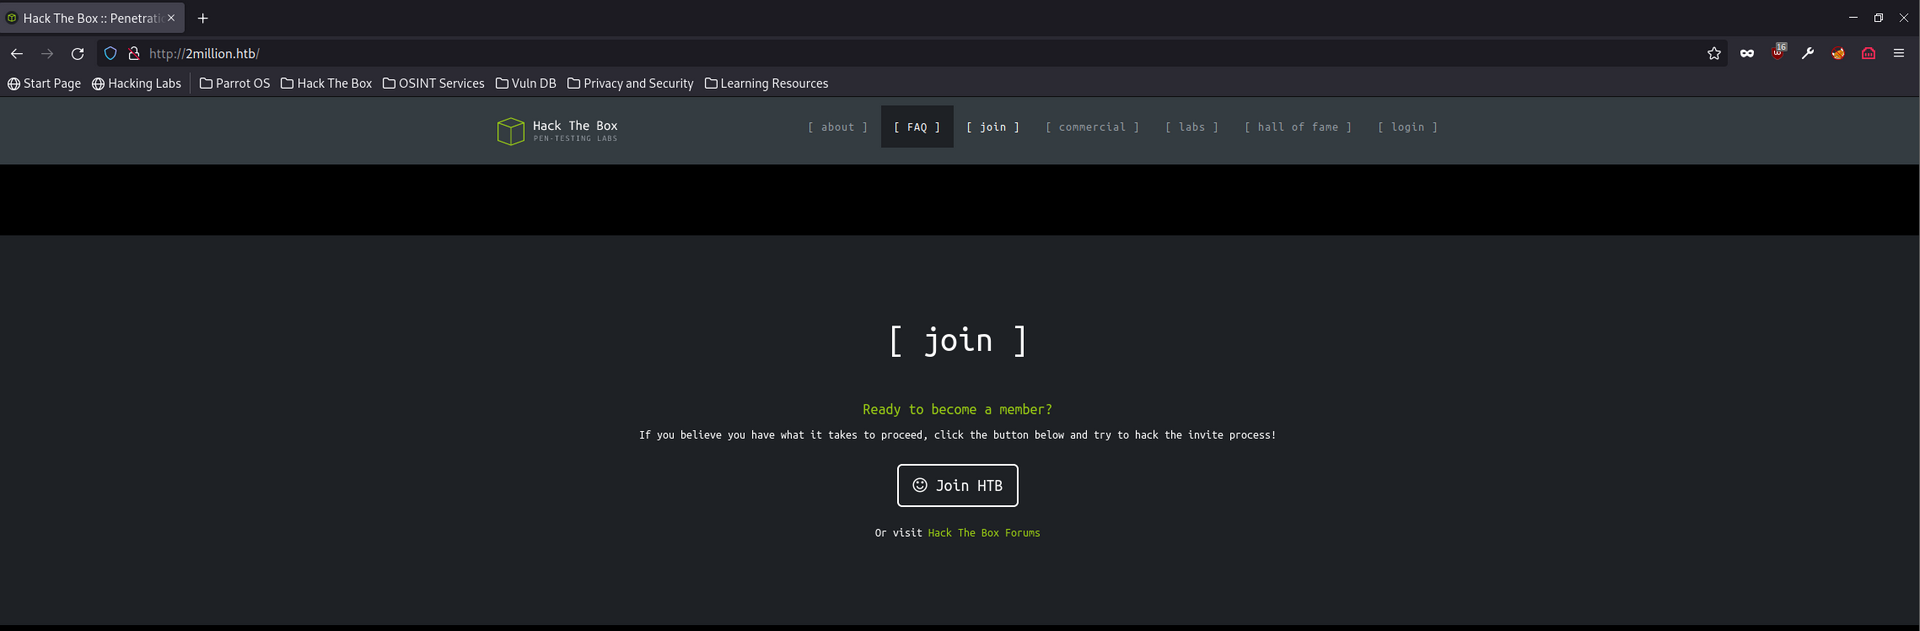 Hack The Box :: Penetratio
http://2million.htb/
16
Start Page Hacking Labs Parrot OS Hack The Box OSINT Services Vuln DB Privacy and Security Learning Resources
Hack The Box
PEN-TESTING LABS
[ about ] [ FAQ ] [ join ] [ commercial ] [ labs ] [ hall of fame ] [ login ]
[ join ]
Ready to become a member?
If you believe you have what it takes to proceed, click the button below and try to hack the invite process!
Join HTB
Or visit Hack The Box Forums